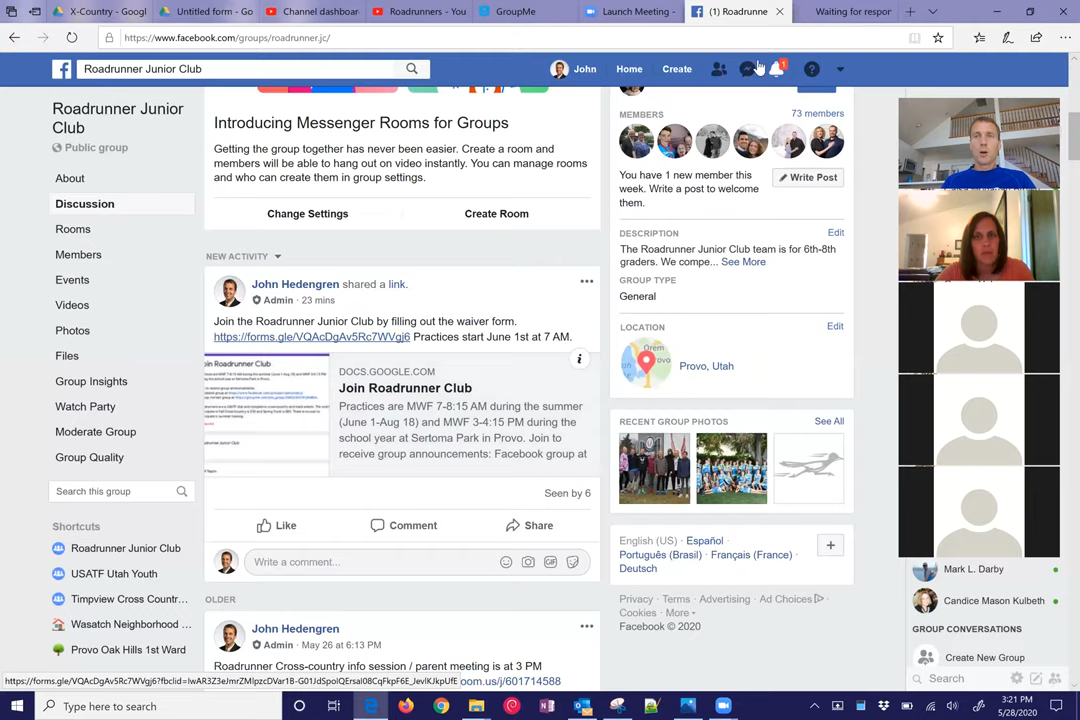 X-Country - Googl
Untitled form - Go
Channel dashboar
Roadrunners - You
GroupMe
Launch Meeting -
(1) Roadrunne
Waiting for respor
https://www.facebook.com/groups/roadrunner.jc/
Roadrunner Junior Club
John
Home
Create
1
Roadrunner Junior
Club
Public group
About
Discussion
Rooms
Members
Events
Videos
Photos
Files
Group Insights
Watch Party
Moderate Group
Group Quality
Search this group
Shortcuts
Roadrunner Junior Club
USATF Utah Youth
Timpview Cross Countr...
Wasatch Neighborhood ...
Provo Oak Hills 1st Ward
Introducing Messenger Rooms for Groups
Getting the group together has never been easier. Create a room and
members will be able to hang out on video instantly. You can manage rooms
and who can create them in group settings.
Change Settings
Create Room
NEW ACTIVITY
John Hedengren shared a link.
Admin · 23 mins
Join the Roadrunner Junior Club by filling out the waiver form.
https://forms.gle/VQAcDgAv5Rc7WVgj6 Practices start June 1st at 7 AM.
DOCS.GOOGLE.COM
Join Roadrunner Club
Practices are MWF 7-8:15 AM during the summer
(June 1-Aug 18) and MWF 3-4:15 PM during the
school year at Sertoma Park in Provo. Join to
receive group announcements: Facebook group at
Seen by 6
Like
Comment
Share
Write a comment...
OLDER
John Hedengren
Admin · May 26 at 6:13 PM
Roadrunner Cross-country info session / parent meeting is at 3 PM
oom.us/j/601714588
MEMBERS
73 members
You have 1 new member this
week. Write a post to welcome
them.
Write Post
DESCRIPTION
Edit
The Roadrunner Junior Club team is for 6th-8th
graders. We compe... See More
GROUP TYPE
General
LOCATION
Edit
Orem
Provo
Provo, Utah
RECENT GROUP PHOTOS
See All
English (US) · Español ·
Português (Brasil) · Français (France) ·
Deutsch
Privacy · Terms · Advertising · Ad Choices ·
Cookies · More
Facebook © 2020
Mark L. Darby
Candice Mason Kulbeth
GROUP CONVERSATIONS
Create New Group
Search
Type here to search
3:21 PM
5/28/2020